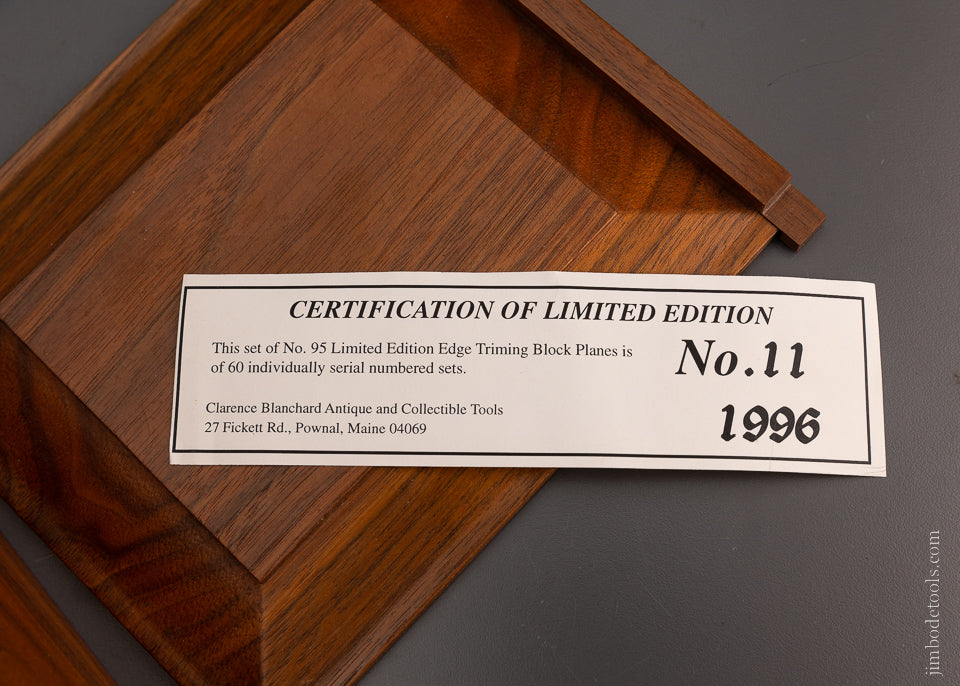 CERTIFICATION OF LIMITED EDITION
This set of No. 95 Limited Edition Edge Triming Block Planes is
of 60 individually serial numbered sets.
No.11
Clarence Blanchard Antique and Collectible Tools
27 Fickett Rd., Pownal, Maine 04069
1996
jimbodetools.com